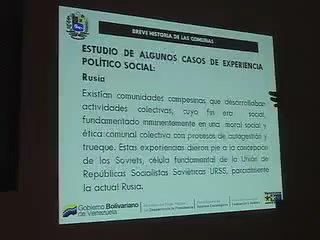 BREVE HISTORIA DE LAS COMUNAS
ESTUDIO DE ALGUNOS CASOS DE EXPERIENCIA
POLÍTICO SOCIAL:
Rusia
Existían comunidades campesinas que desarrollaban
actividades colectivas, cuyo fin era social,
fundamentado inminentemente en una moral social y
ética comunal colectiva con procesos de autogestión y
trueque. Estas experiencias dieron pie a la concepción
de los Soviets, célula fundamental de la Unión de
Repúblicas Socialistas Soviéticas URSS, parcialmente
la actual Rusia.
Gobierno Bolivariano
de Venezuela